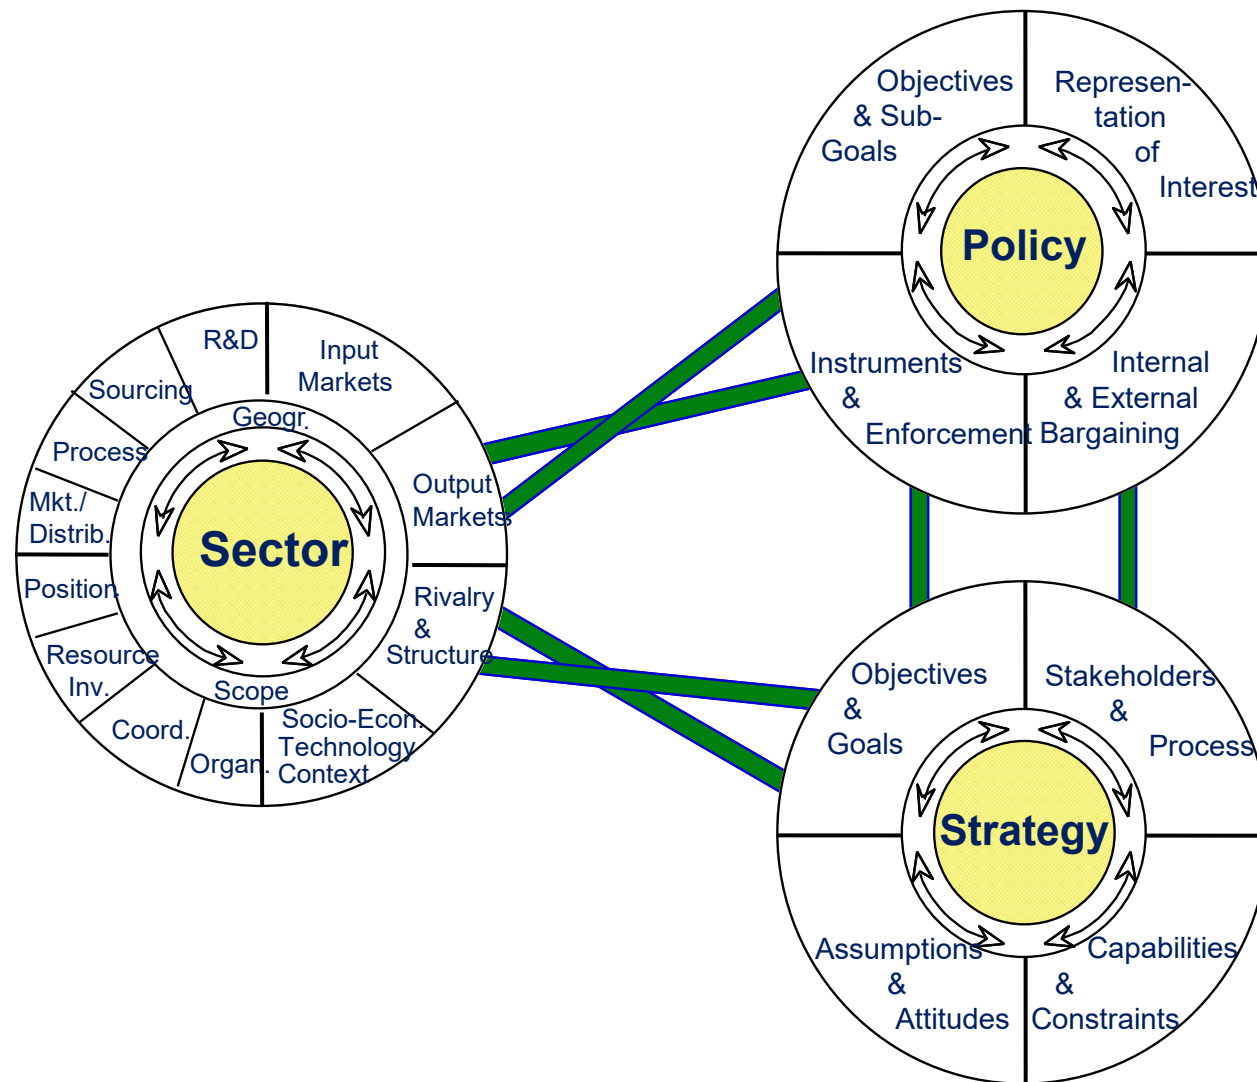 Objectives
& Sub-
Goals
Represen-
tation
of
Interest
Policy
Instruments
&
Enforcement
Internal
& External
Bargaining
R&D
Input
Markets
Sourcing
Geogr.
Process
Mkt./
Distrib.
Output
Markets
Sector
Position.
Rivalry
&
Structure
Resource
Inv.
Scope
Coord.
Organ.
Socio-Econ.
Technology
Context
Objectives
&
Goals
Stakeholders
&
Process
Strategy
Assumptions
&
Attitudes
Capabilities
&
Constraints